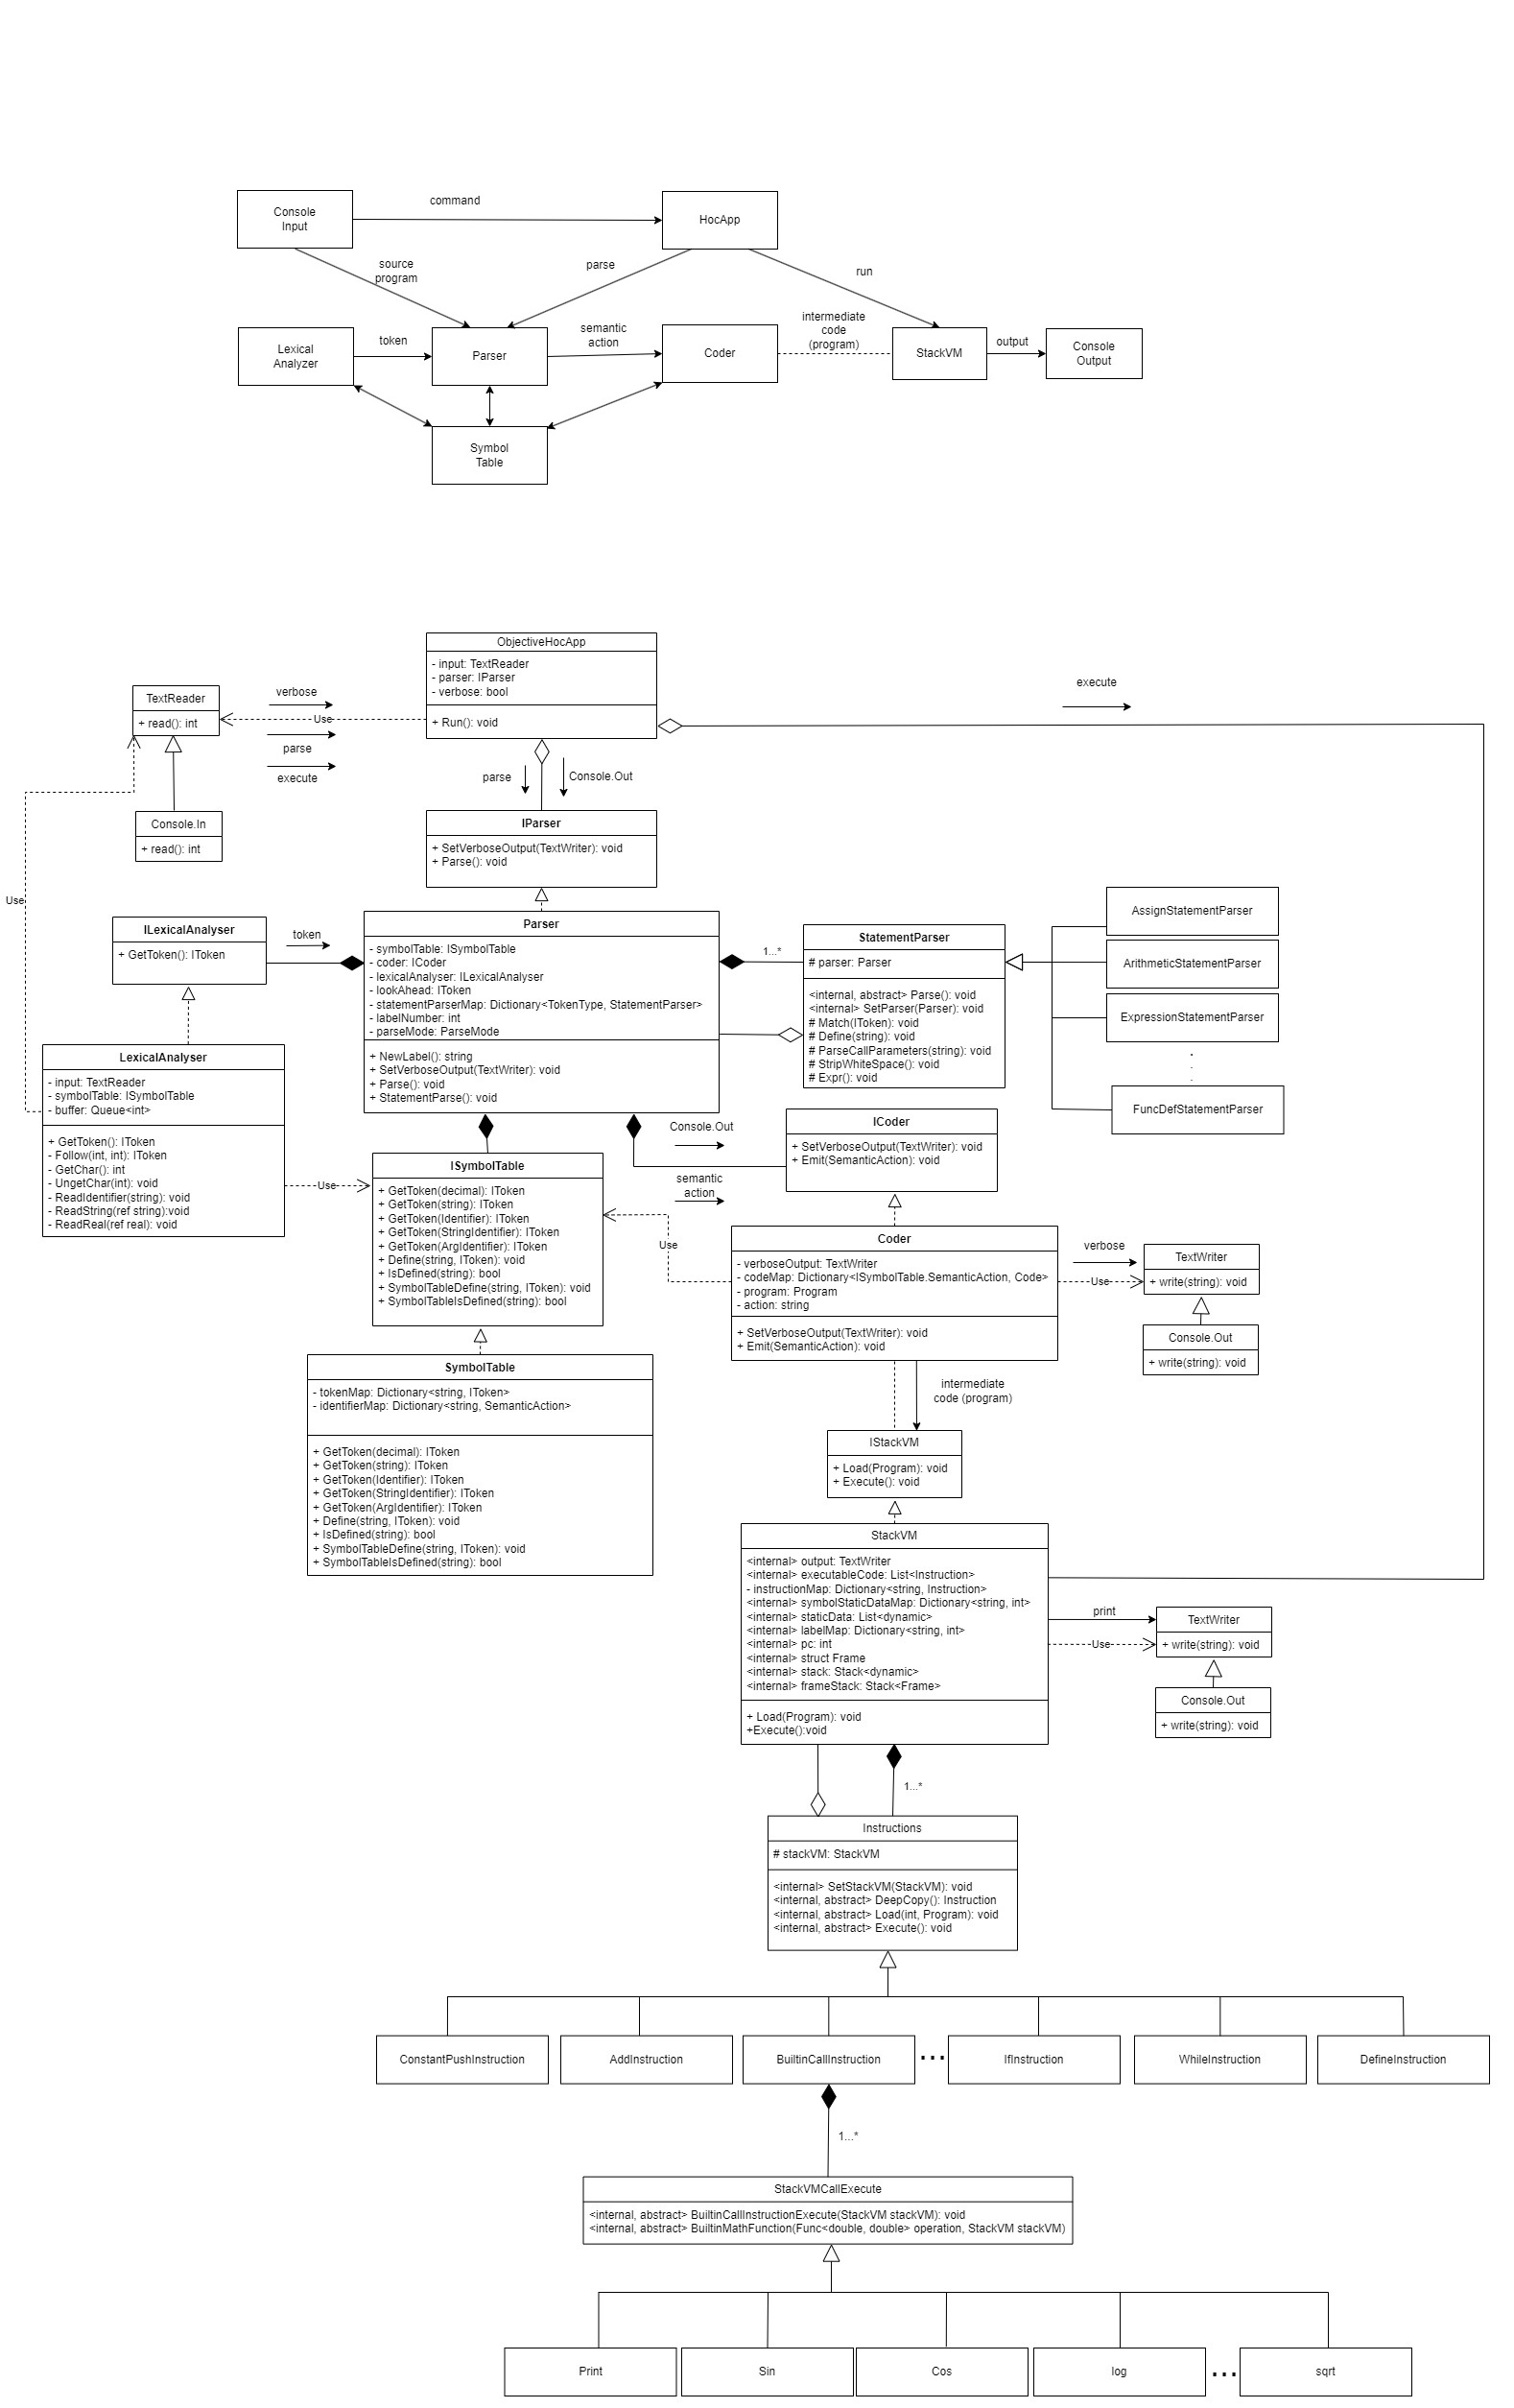 Console
Input
command
HocApp
source
program
parse
run
Lexical
Analyzer
token
Parser
semantic
action
Coder
intermediate
code
(program)
StackVM
output
Console
Output
Symbol
Table
ObjectiveHocApp
- input: TextReader
- parser: IParser
- verbose: bool
+ Run(): void
TextReader
+ read(): int
verbose
Use
parse
execute
execute
parse
Console.Out
Console.In
+ read(): int
Use
IParser
+ SetVerboseOutput(TextWriter): void
+ Parse(): void
ILexicalAnalyser
+ GetToken(): IToken
token
Parser
- symbolTable: ISymbolTable
- coder: ICoder
- lexicalAnalyser: ILexicalAnalyser
- lookAhead: IToken
- statementParserMap: Dictionary<TokenType, StatementParser>
- labelNumber: int
- parseMode: ParseMode
+ NewLabel(): string
+ SetVerboseOutput(TextWriter): void
+ Parse(): void
+ StatementParse(): void
1...*
StatementParser
# parser: Parser
<internal, abstract> Parse(): void
<internal> SetParser(Parser): void
# Match(IToken): void
# Define(string): void
# ParseCallParameters(string): void
# StripWhiteSpace(): void
# Expr(): void
AssignStatementParser
ArithmeticStatementParser
ExpressionStatementParser
.
.
.
FuncDefStatementParser
LexicalAnalyser
- input: TextReader
- symbolTable: ISymbolTable
- buffer: Queue<int>
+ GetToken(): IToken
- Follow(int, int): IToken
- GetChar(): int
- UngetChar(int): void
- ReadIdentifier(string): void
- ReadString(ref string):void
- ReadReal(ref real): void
Use
ISymbolTable
+ GetToken(decimal): IToken
+ GetToken(string): IToken
+ GetToken(Identifier): IToken
+ GetToken(StringIdentifier): IToken
+ GetToken(ArgIdentifier): IToken
+ Define(string, IToken): void
+ IsDefined(string): bool
+ SymbolTableDefine(string, IToken): void
+ SymbolTableIsDefined(string): bool
Console.Out
semantic
action
ICoder
+ SetVerboseOutput(TextWriter): void
+ Emit(SemanticAction): void
Use
Coder
- verboseOutput: TextWriter
- codeMap: Dictionary<ISymbolTable.SemanticAction, Code>
- program: Program
- action: string
+ SetVerboseOutput(TextWriter): void
+ Emit(SemanticAction): void
verbose
Use
TextWriter
+ write(string): void
Console.Out
+ write(string): void
SymbolTable
- tokenMap: Dictionary<string, IToken>
- identifierMap: Dictionary<string, SemanticAction>
+ GetToken(decimal): IToken
+ GetToken(string): IToken
+ GetToken(Identifier): IToken
+ GetToken(StringIdentifier): IToken
+ GetToken(ArgIdentifier): IToken
+ Define(string, IToken): void
+ IsDefined(string): bool
+ SymbolTableDefine(string, IToken): void
+ SymbolTableIsDefined(string): bool
intermediate
code (program)
IStackVM
+ Load(Program): void
+ Execute(): void
StackVM
<internal> output: TextWriter
<internal> executableCode: List<Instruction>
- instructionMap: Dictionary<string, Instruction>
<internal> symbolStaticDataMap: Dictionary<string, int>
<internal> staticData: List<dynamic>
<internal> labelMap: Dictionary<string, int>
<internal> pc: int
<internal> struct Frame
<internal> stack: Stack<dynamic>
<internal> frameStack: Stack<Frame>
+ Load(Program): void
+Execute():void
print
Use
TextWriter
+ write(string): void
Console.Out
+ write(string): void
1...*
Instructions
# stackVM: StackVM
<internal> SetStackVM(StackVM): void
<internal, abstract> DeepCopy(): Instruction
<internal, abstract> Load(int, Program): void
<internal, abstract> Execute(): void
ConstantPushInstruction
AddInstruction
BuiltinCallInstruction
...
IfInstruction
WhileInstruction
DefineInstruction
1...*
StackVMCallExecute
<internal, abstract> BuiltinCallInstructionExecute(StackVM stackVM): void
<internal, abstract> BuiltinMathFunction(Func<double, double> operation, StackVM stackVM)
Print
Sin
Cos
log
...
sqrt